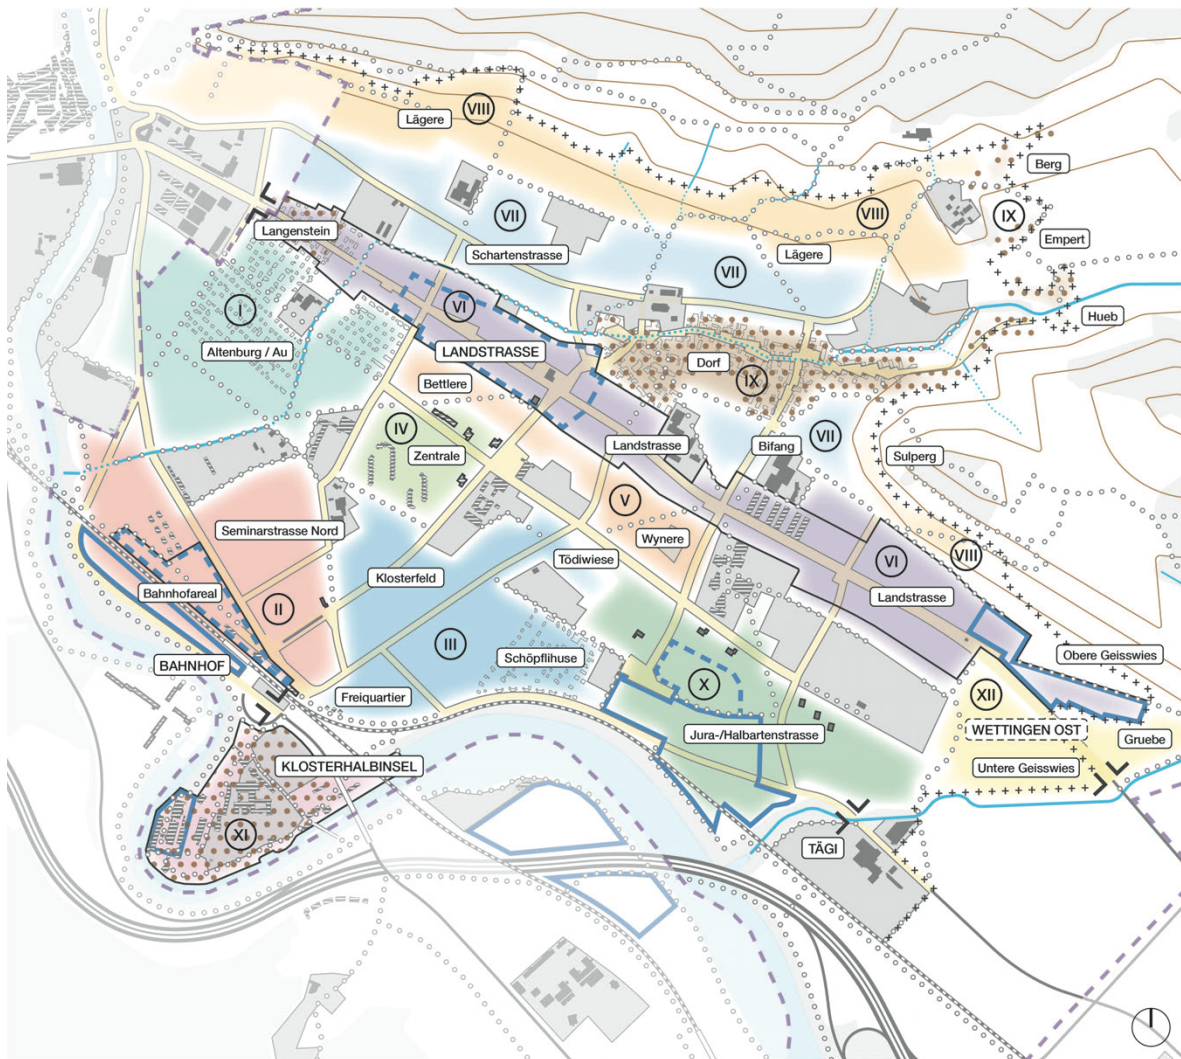 VIII
Lägere
Berg
VII
VIII
IX
Langenstein
Empert
Schartenstrasse
Lägere
VII
I
VI
Hueb
Altenburg / Au
LANDSTRASSE
Dorf
Bettlere
IX
IV
VII
Landstrasse
Bifang
Zentrale
Sulperg
V
Seminarstrasse Nord
Wynere
VIII
Tödiwiese
VI
Klosterfeld
Bahnhofareal
Landstrasse
II
III
Obere Geisswies
Schöpflihuse
BAHNHOF
X
XII
Freiquartier
WETTINGEN OST
Jura-/Halbartenstrasse
Gruebe
KLOSTERHALBINSEL
Untere Geisswies
XI
TÄGI